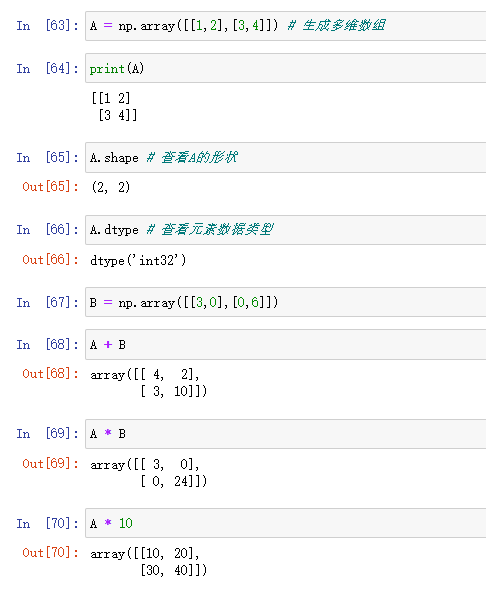 In [63]: A = np.array([[1,2],[3,4]]) # 生成多维数组
In [64]: print(A)
[[1 2]
 [3 4]]
In [65]: A.shape # 查看A的形状
Out[65]: (2, 2)
In [66]: A.dtype # 查看元素数据类型
Out[66]: dtype('int32')
In [67]: B = np.array([[3,0],[0,6]])
In [68]: A + B
Out[68]: array([[ 4,  2],
       [ 3, 10]])
In [69]: A * B
Out[69]: array([[ 3,  0],
       [ 0, 24]])
In [70]: A * 10
Out[70]: array([[10, 20],
       [30, 40]])